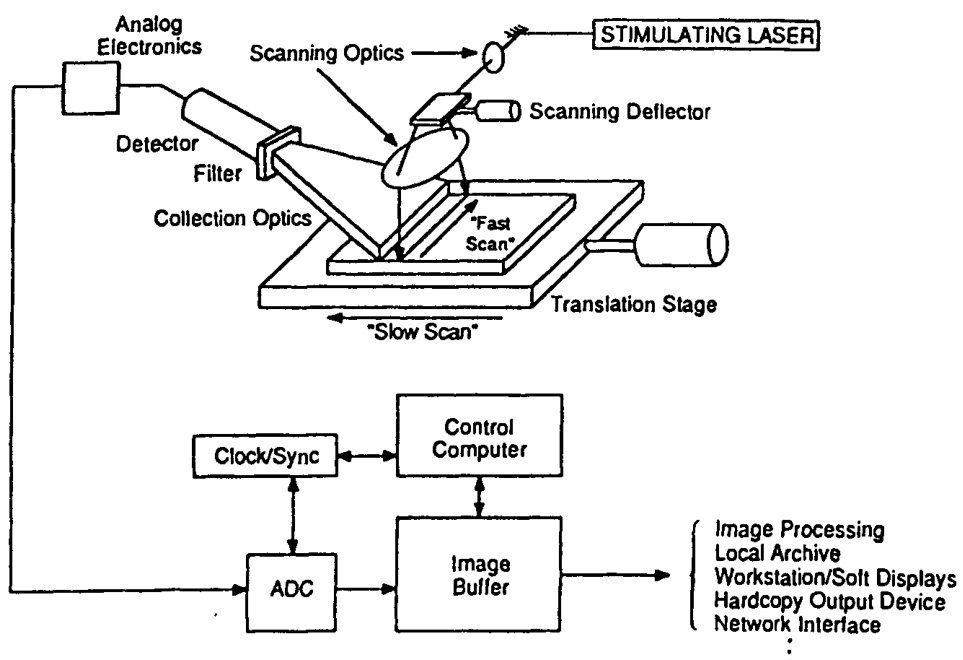 Analog
Electronics
Scanning Optics
STIMULATING LASER
Scanning Deflector
Detector
Filter
Collection Optics
"Fast
Scan"
Translation Stage
"Slow Scan"
Control
Computer
Clock/Sync
ADC
Image
Buffer
Image Processing
Local Archive
Workstation/Soft Displays
Hardcopy Output Device
Network Interface